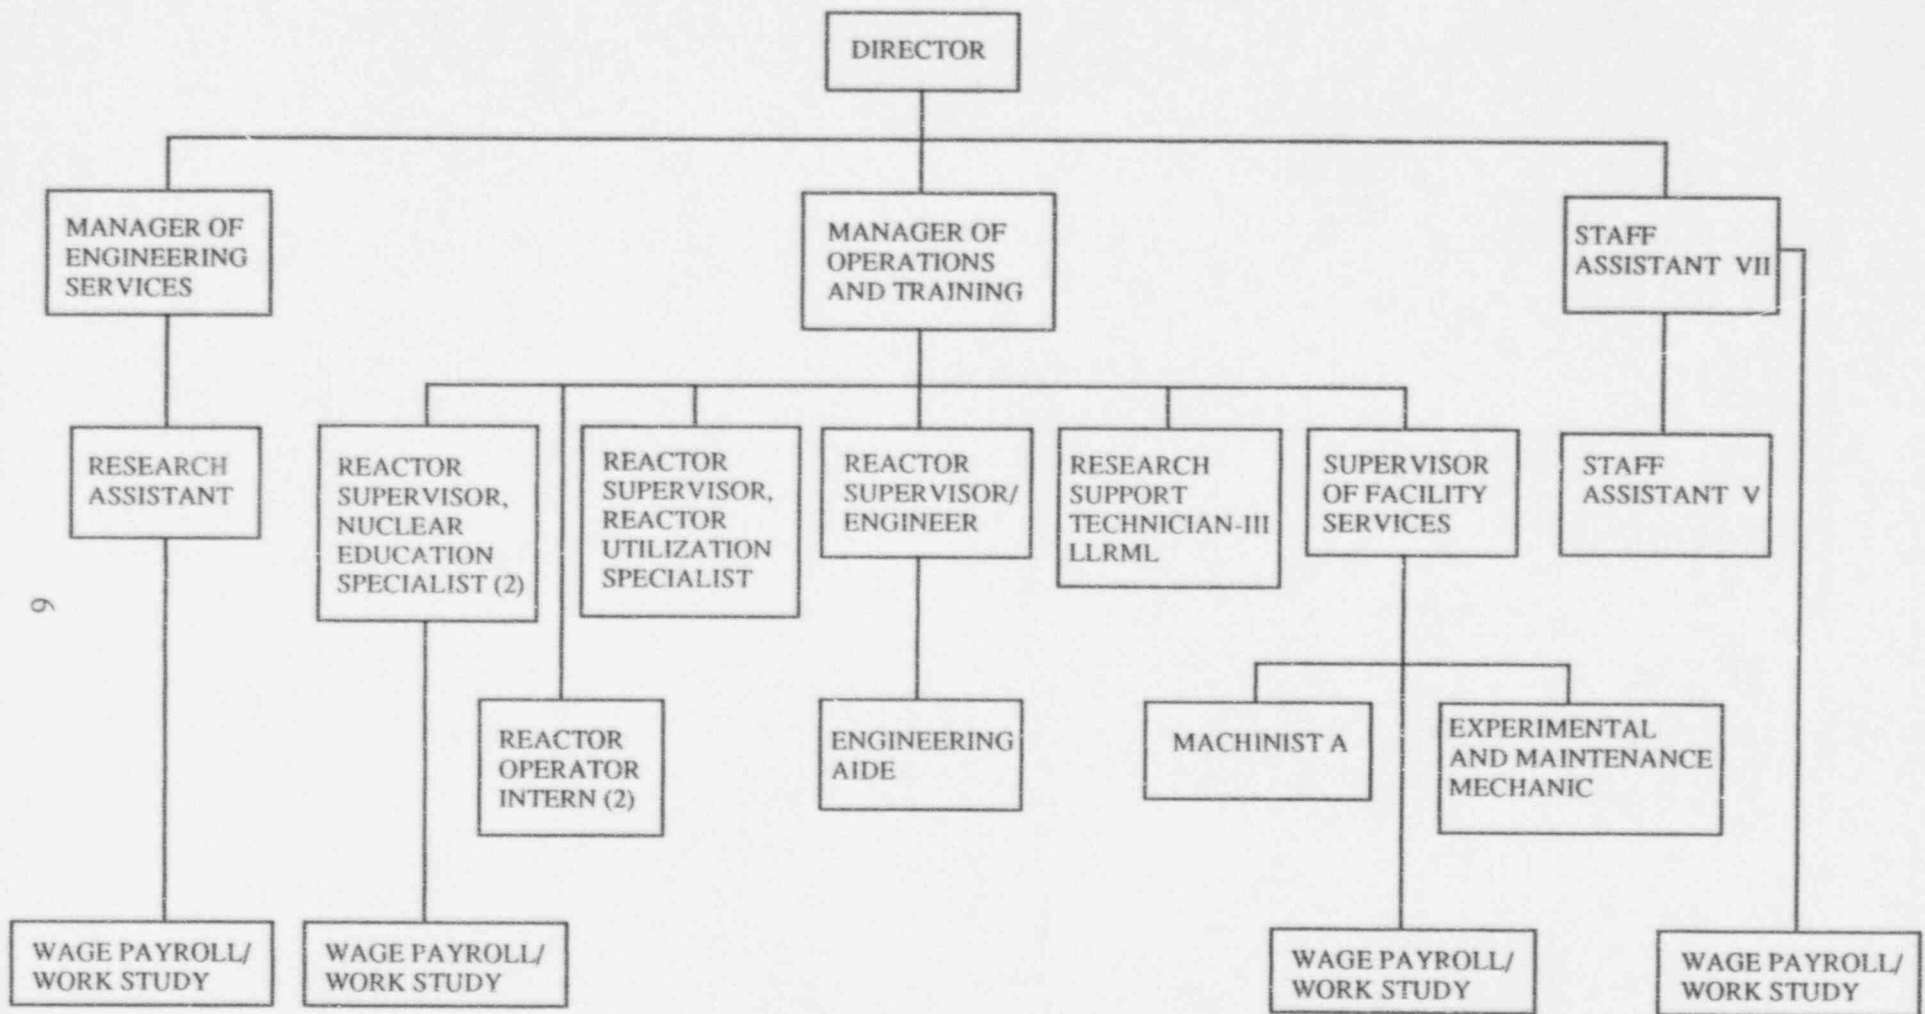 DIRECTOR
MANAGER OF
ENGINEERING
SERVICES
MANAGER OF
OPERATIONS
AND TRAINING
STAFF
ASSISTANT VII
RESEARCH
ASSISTANT
REACTOR
SUPERVISOR,
NUCLEAR
EDUCATION
SPECIALIST (2)
REACTOR
SUPERVISOR,
REACTOR
UTILIZATION
SPECIALIST
REACTOR
SUPERVISOR/
ENGINEER
RESEARCH
SUPPORT
TECHNICIAN-III
LLRML
SUPERVISOR
OF FACILITY
SERVICES
STAFF
ASSISTANT V
REACTOR
OPERATOR
INTERN (2)
ENGINEERING
AIDE
MACHINIST A
EXPERIMENTAL
AND MAINTENANCE
MECHANIC
WAGE PAYROLL/
WORK STUDY
WAGE PAYROLL/
WORK STUDY
WAGE PAYROLL/
WORK STUDY
WAGE PAYROLL/
WORK STUDY